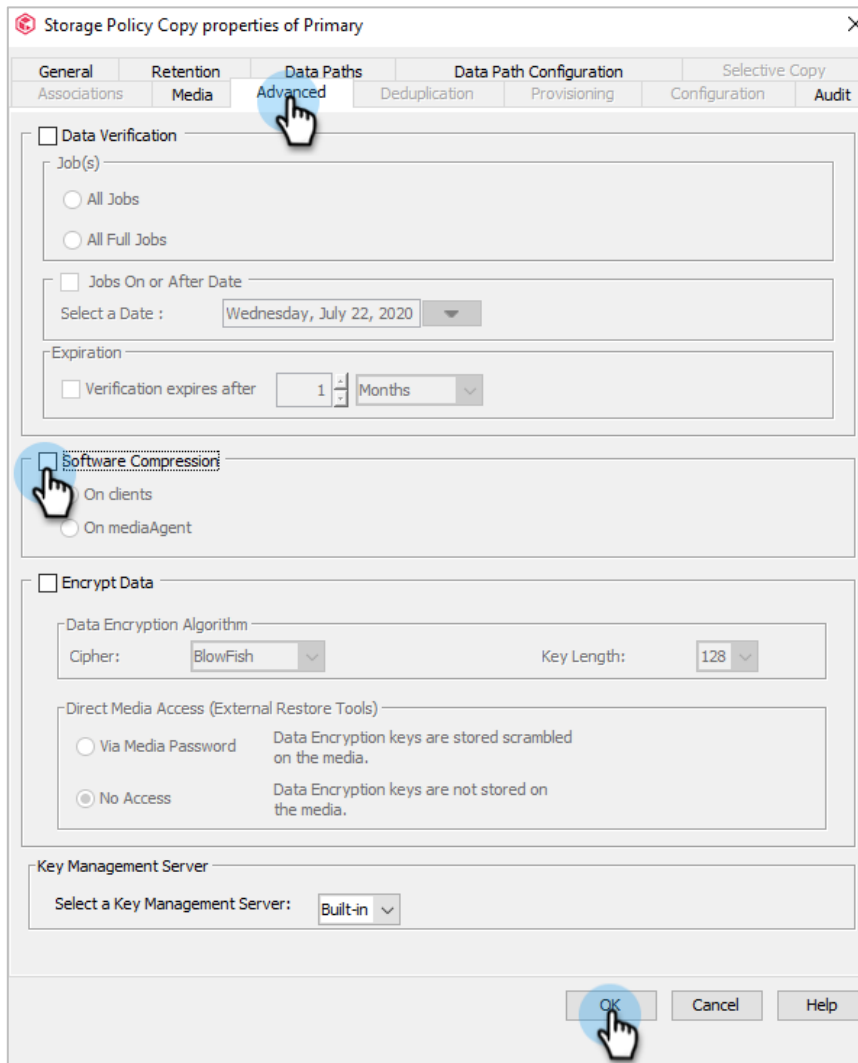 Storage Policy Copy properties of Primary
General Retention Data Paths Data Path Configuration Selective Copy
Associations Media Advanced Deduplication Provisioning Configuration Audit
Data Verification
Job(s)
All Jobs
All Full Jobs
Jobs On or After Date
Select a Date : Wednesday, July 22, 2020
Expiration
Verification expires after 1 Months
Software Compression
On clients
On mediaAgent
Encrypt Data
Data Encryption Algorithm
Cipher: BlowFish Key Length: 128
Direct Media Access (External Restore Tools)
Via Media Password Data Encryption keys are stored scrambled
on the media.
No Access Data Encryption keys are not stored on
the media.
Key Management Server
Select a Key Management Server: Built-in
OK Cancel Help